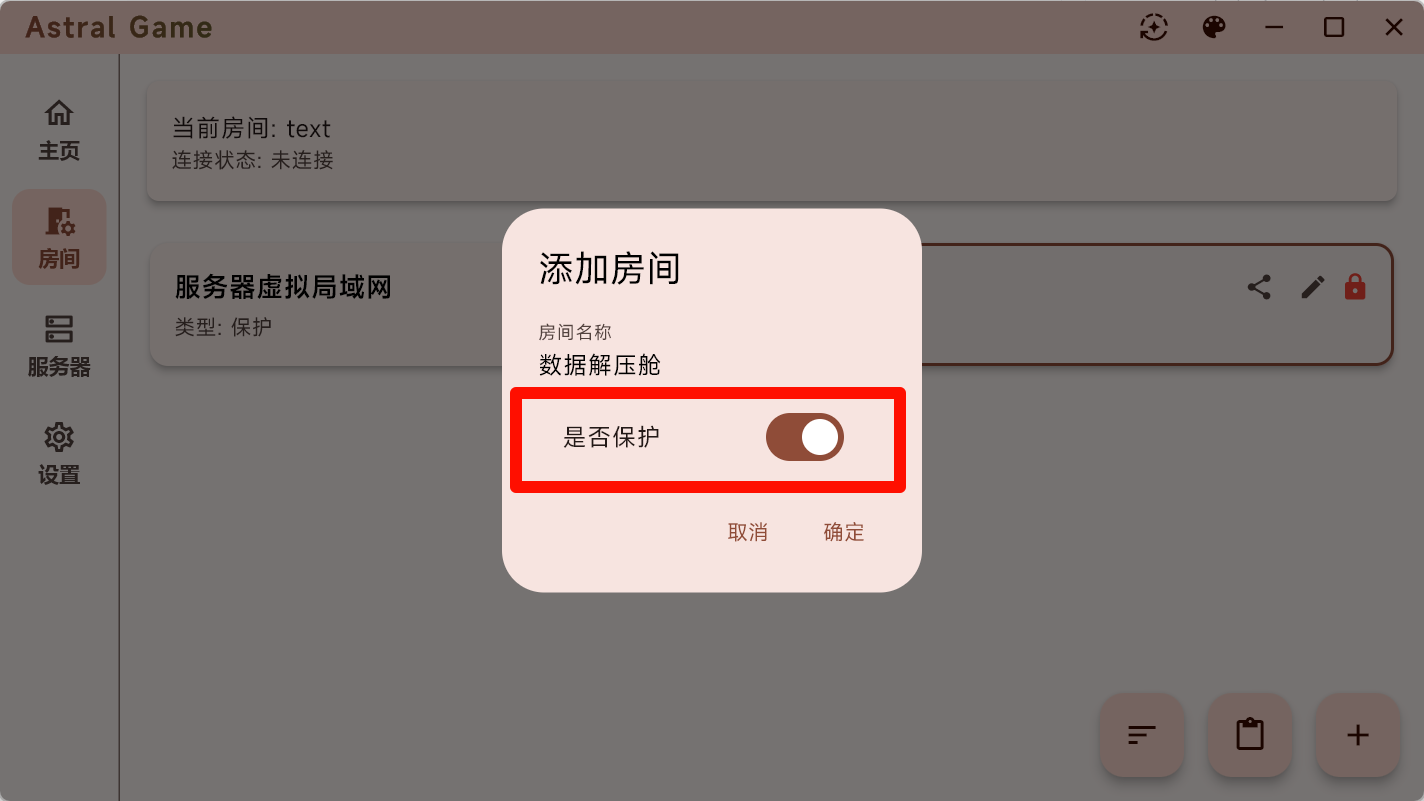 Astral Game
主页
房间
服务器
设置
当前房间: text
连接状态: 未连接
服务器虚拟局域网
类型: 保护
添加房间
房间名称
数据解压舱
是否保护
取消
确定